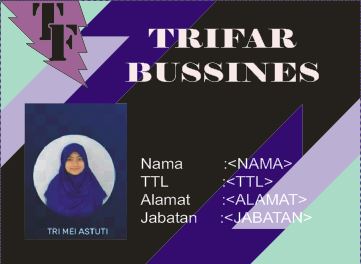 TF
TRIFAR
BUSSINES
Nama :<NAMA>
TTL :<TTL>
Alamat :<ALAMAT>
Jabatan :<JABATAN>
TRI MEI ASTUTI